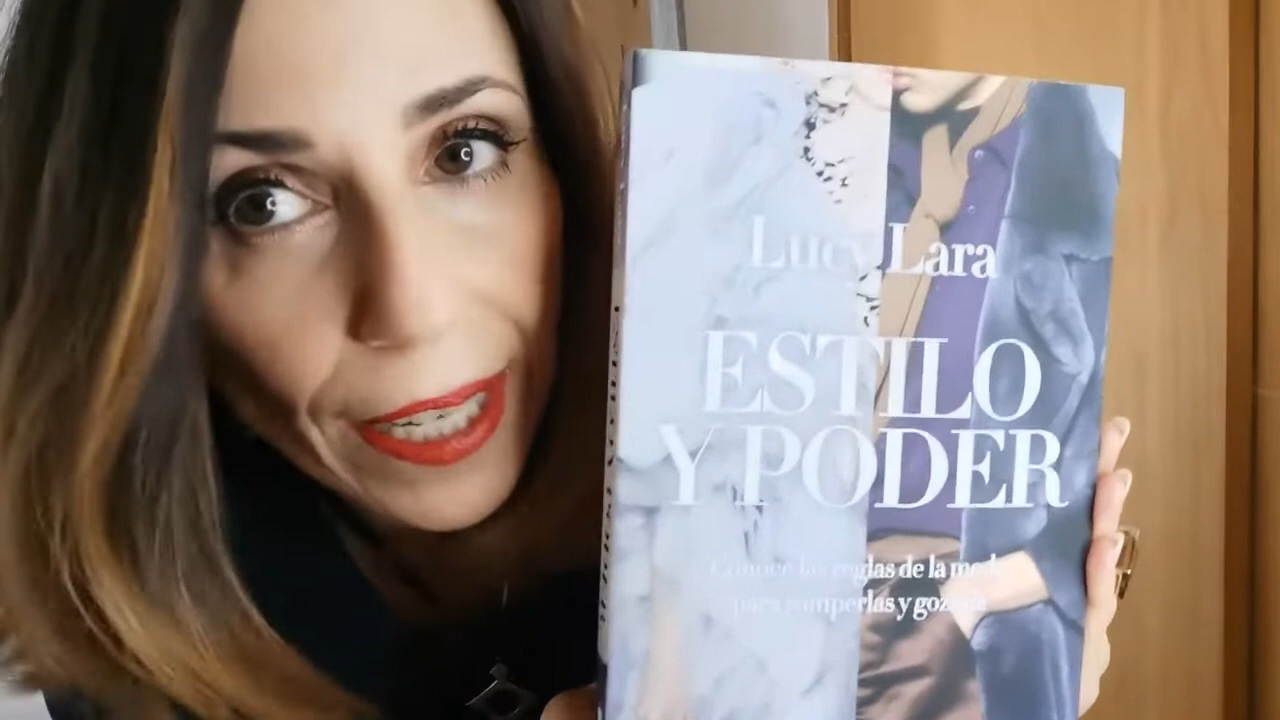 Lucy Lara
ESTILO
Y PODER
Conoce las reglas de la moda
para romperlas y gozarla